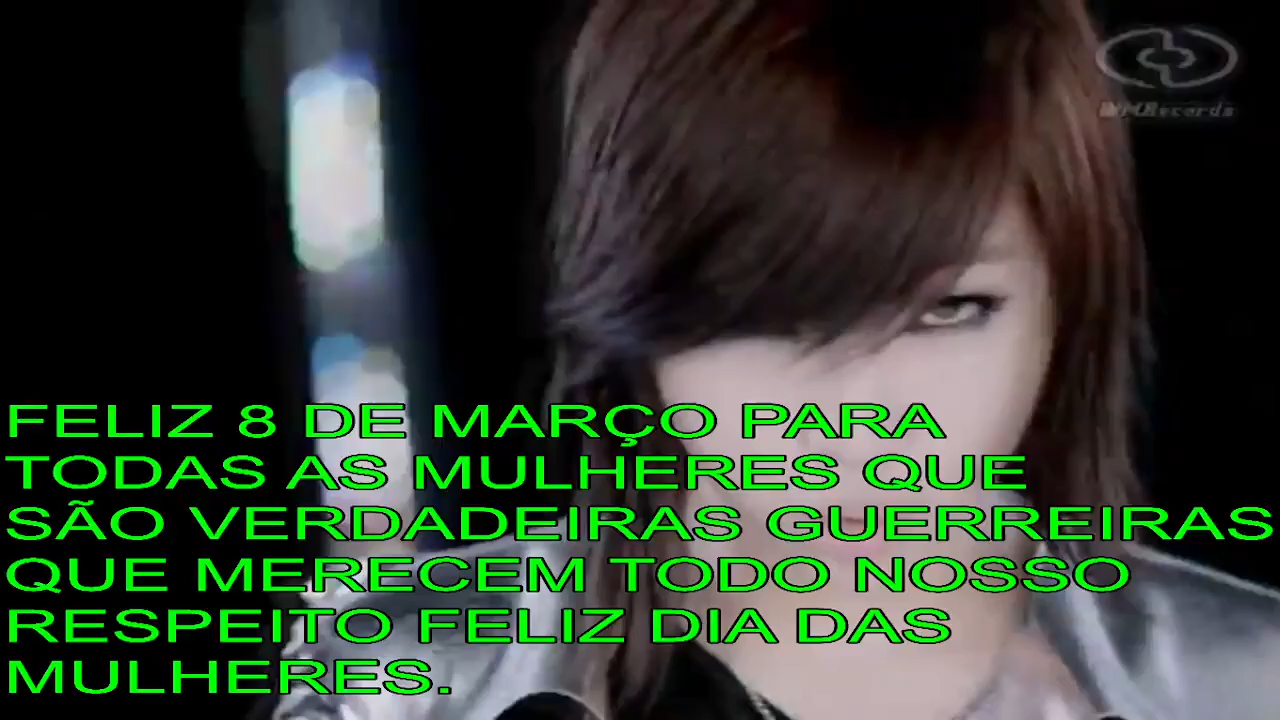 WMRecords
FELIZ 8 DE MARÇO PARA
TODAS AS MULHERES QUE
SÃO VERDADEIRAS GUERREIRAS
QUE MERECEM TODO NOSSO
RESPEITO FELIZ DIA DAS
MULHERES.